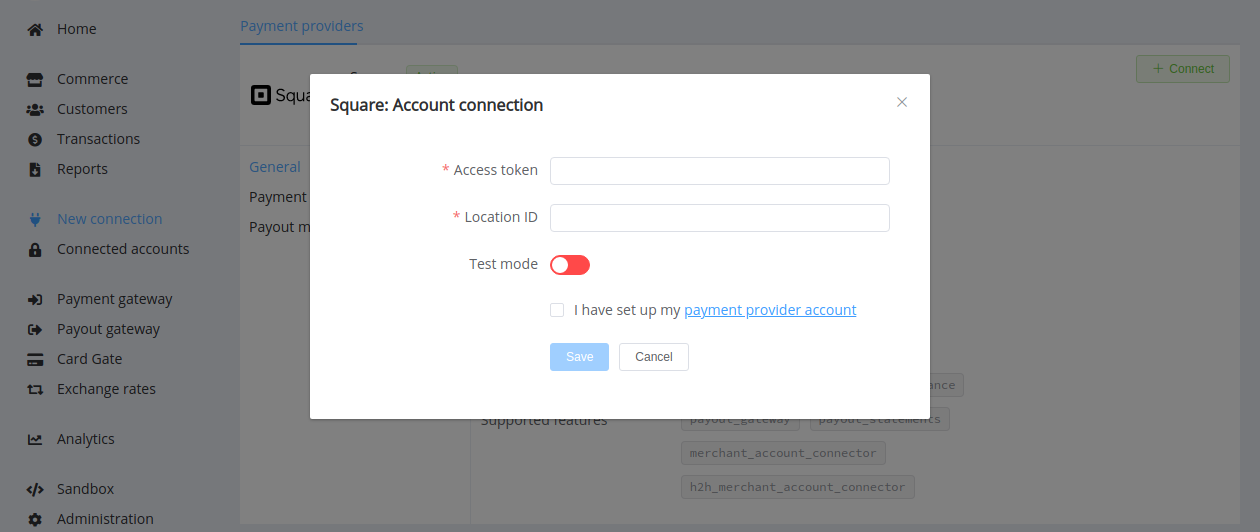 Home
Commerce
Customers
Transactions
Reports
New connection
Connected accounts
Payment gateway
Payout gateway
Card Gate
Exchange rates
Analytics
Sandbox
Administration
Payment providers
+ Connect
General
Payment
Square: Account connection
* Access token
* Location ID
Test mode
I have set up my payment provider account
Save Cancel
Supported features
payout_gateway payout_statements
merchant_account_connector
h2h_merchant_account_connector